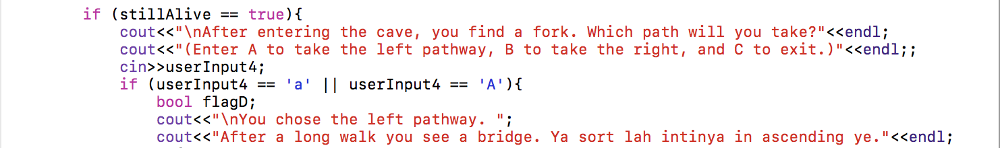 if (stillAlive == true){
cout<<"\nAfter entering the cave, you find a fork. Which path will you take?"<<endl;
cout<<"(Enter A to take the left pathway, B to take the right, and C to exit.)"<<endl;;
cin>>userInput4;
if (userInput4 == 'a' || userInput4 == 'A'){
bool flagD;
cout<<"\nYou chose the left pathway. ";
cout<<"After a long walk you see a bridge. Ya sort lah intinya in ascending ye."<<endl;